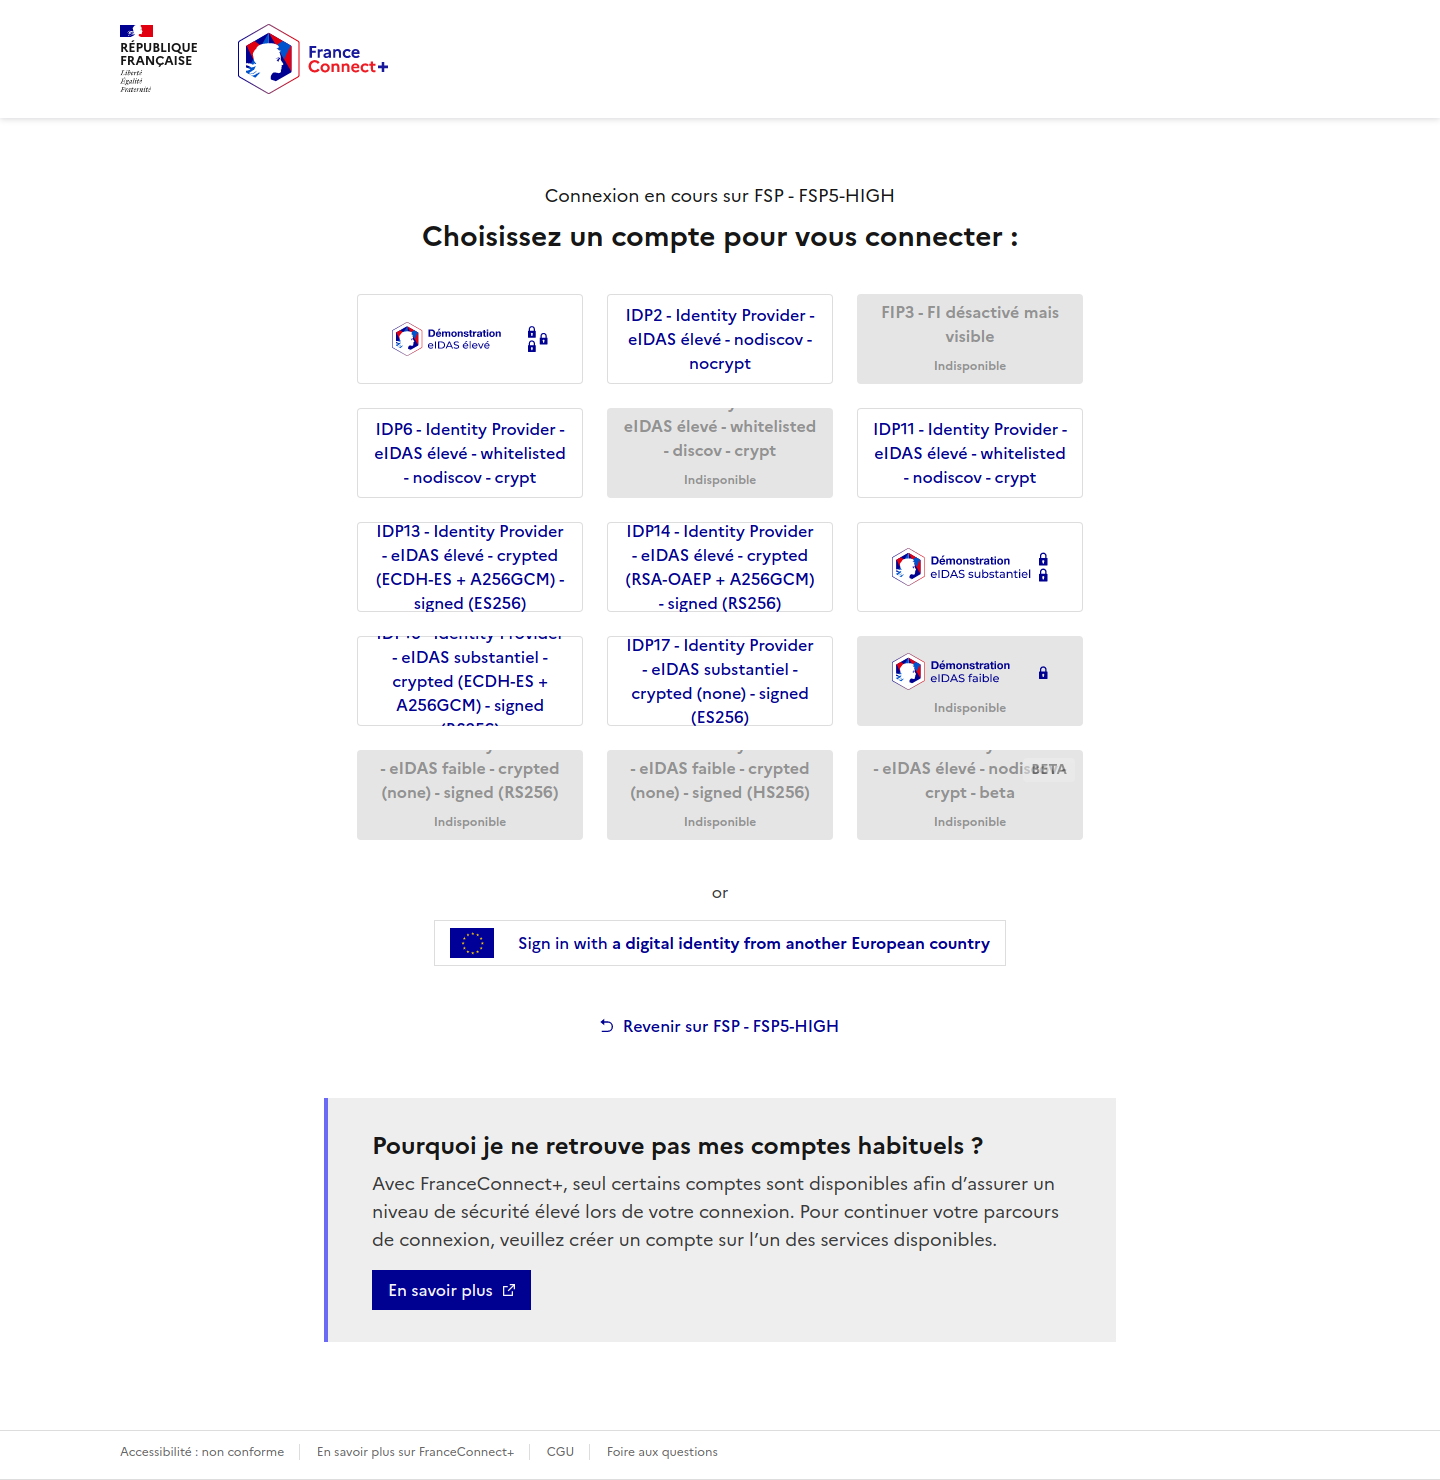 RÉPUBLIQUE
FRANÇAISE
Liberté
Égalité
Fraternité
France
Connect+
Connexion en cours sur FSP - FSP5-HIGH
Choisissez un compte pour vous connecter :
Démonstration
eIDAS élevé
IDP2 - Identity Provider -
eIDAS élevé - nodiscov -
nocrypt
FIP3 - FI désactivé mais
visible
Indisponible
IDP6 - Identity Provider -
eIDAS élevé - whitelisted
- nodiscov - crypt
eIDAS élevé - whitelisted
- discov - crypt
Indisponible
IDP11 - Identity Provider -
eIDAS élevé - whitelisted
- nodiscov - crypt
IDP13 - Identity Provider
- eIDAS élevé - crypted
(ECDH-ES + A256GCM) -
signed (ES256)
IDP14 - Identity Provider
- eIDAS élevé - crypted
(RSA-OAEP + A256GCM)
- signed (RS256)
Démonstration
eIDAS substantiel
Identity Provider
- eIDAS substantiel -
crypted (ECDH-ES +
A256GCM) - signed
IDP17 - Identity Provider
- eIDAS substantiel -
crypted (none) - signed
(ES256)
Démonstration
eIDAS faible
Indisponible
- eIDAS faible - crypted
(none) - signed (RS256)
Indisponible
- eIDAS faible - crypted
(none) - signed (HS256)
Indisponible
BETA
- eIDAS élevé -
crypt - beta
Indisponible
or
Sign in with a digital identity from another European country
Revenir sur FSP - FSP5-HIGH
Pourquoi je ne retrouve pas mes comptes habituels ?
Avec FranceConnect+, seul certains comptes sont disponibles afin d’assurer un
niveau de sécurité élevé lors de votre connexion. Pour continuer votre parcours
de connexion, veuillez créer un compte sur l’un des services disponibles.
En savoir plus
Accessibilité : non conforme
En savoir plus sur FranceConnect+
CGU
Foire aux questions